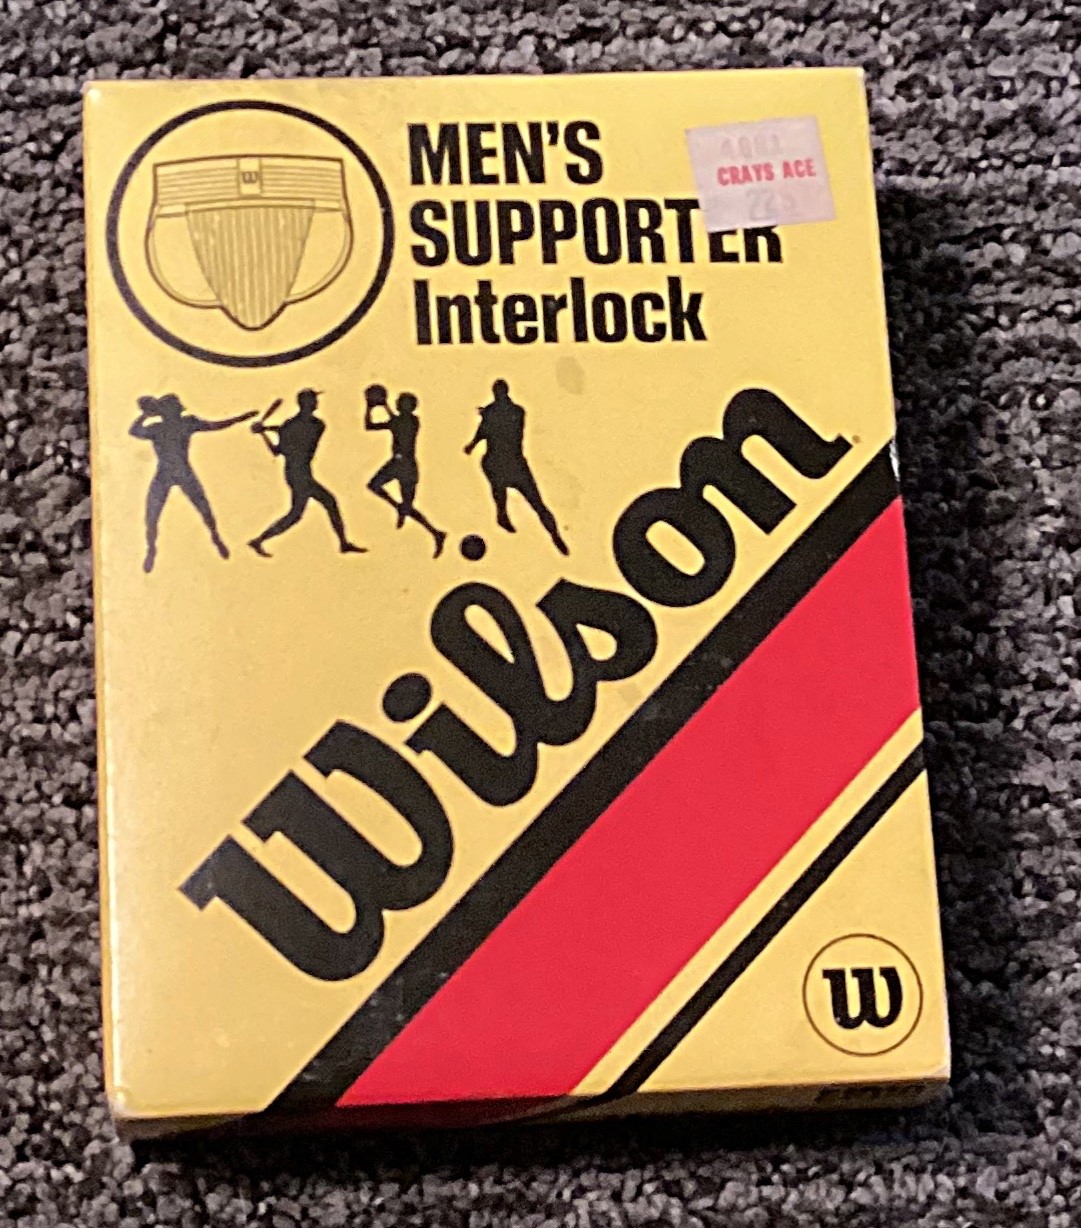 MEN'S
SUPPORTER
Interlock
CRAYS ACE
Wilson
W
W